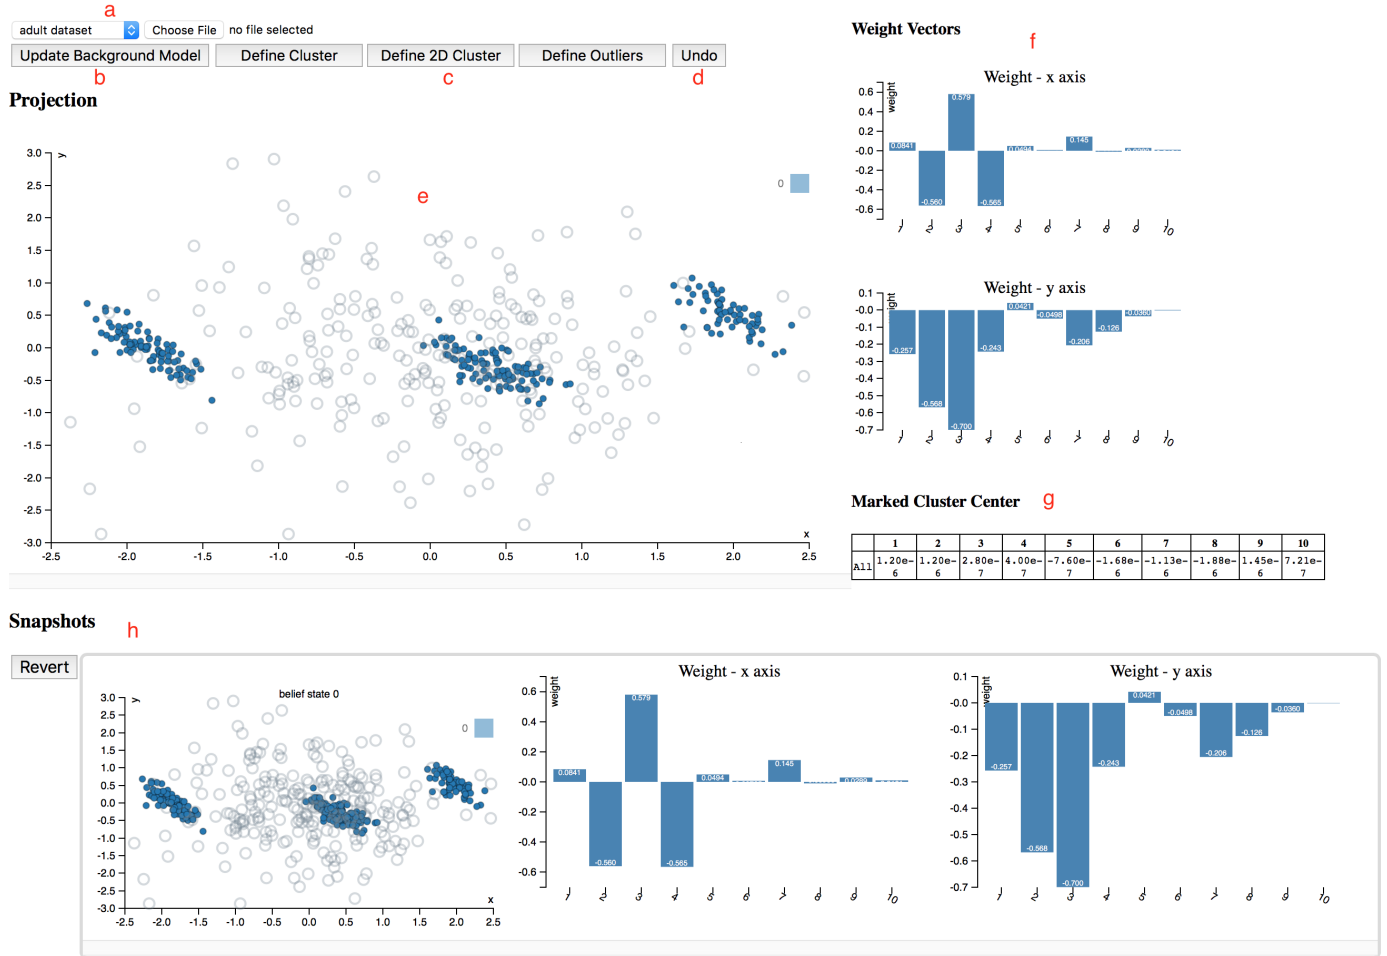 a
adult dataset Choose File no file selected
Update Background Model Define Cluster Define 2D Cluster Define Outliers Undo
b c d
Projection
y
3.0
2.5
2.0
1.5
1.0
0.5
0.0
-0.5
-1.0
-1.5
-2.0
-2.5
-3.0
e
0
x
-2.5 -2.0 -1.5 -1.0 -0.5 0.0 0.5 1.0 1.5 2.0 2.5
Weight Vectors
f
Weight - x axis
weight
0.6
0.4
0.2
-0.0
-0.2
-0.4
-0.6
0.0841 -0.560 0.579 -0.565 0.0494 0.145
1 2 3 4 5 6 7 8 9 10
Weight - y axis
weight
0.1
-0.0
-0.1
-0.2
-0.3
-0.4
-0.5
-0.6
-0.7
-0.257 -0.568 -0.700 -0.243 0.0421 -0.0498 -0.206 -0.126 -0.0360
1 2 3 4 5 6 7 8 9 10
Marked Cluster Center g
1 2 3 4 5 6 7 8 9 10
All 1.20e-6 1.20e-6 2.80e-7 4.00e-7 -7.60e-7 -1.68e-6 -1.13e-6 -1.88e-6 1.45e-6 7.21e-7
Snapshots h
Revert
belief state 0
y
3.0
2.5
2.0
1.5
1.0
0.5
0.0
-0.5
-1.0
-1.5
-2.0
-2.5
-3.0
0
x
-2.5 -2.0 -1.5 -1.0 -0.5 0.0 0.5 1.0 1.5 2.0 2.5
Weight - x axis
weight
0.6
0.4
0.2
-0.0
-0.2
-0.4
-0.6
0.0841 -0.560 0.579 -0.565 0.0494 0.145
1 2 3 4 5 6 7 8 9 10
Weight - y axis
weight
0.1
-0.0
-0.1
-0.2
-0.3
-0.4
-0.5
-0.6
-0.7
-0.257 -0.568 -0.700 -0.243 0.0421 -0.0498 -0.206 -0.126 -0.0360
1 2 3 4 5 6 7 8 9 10